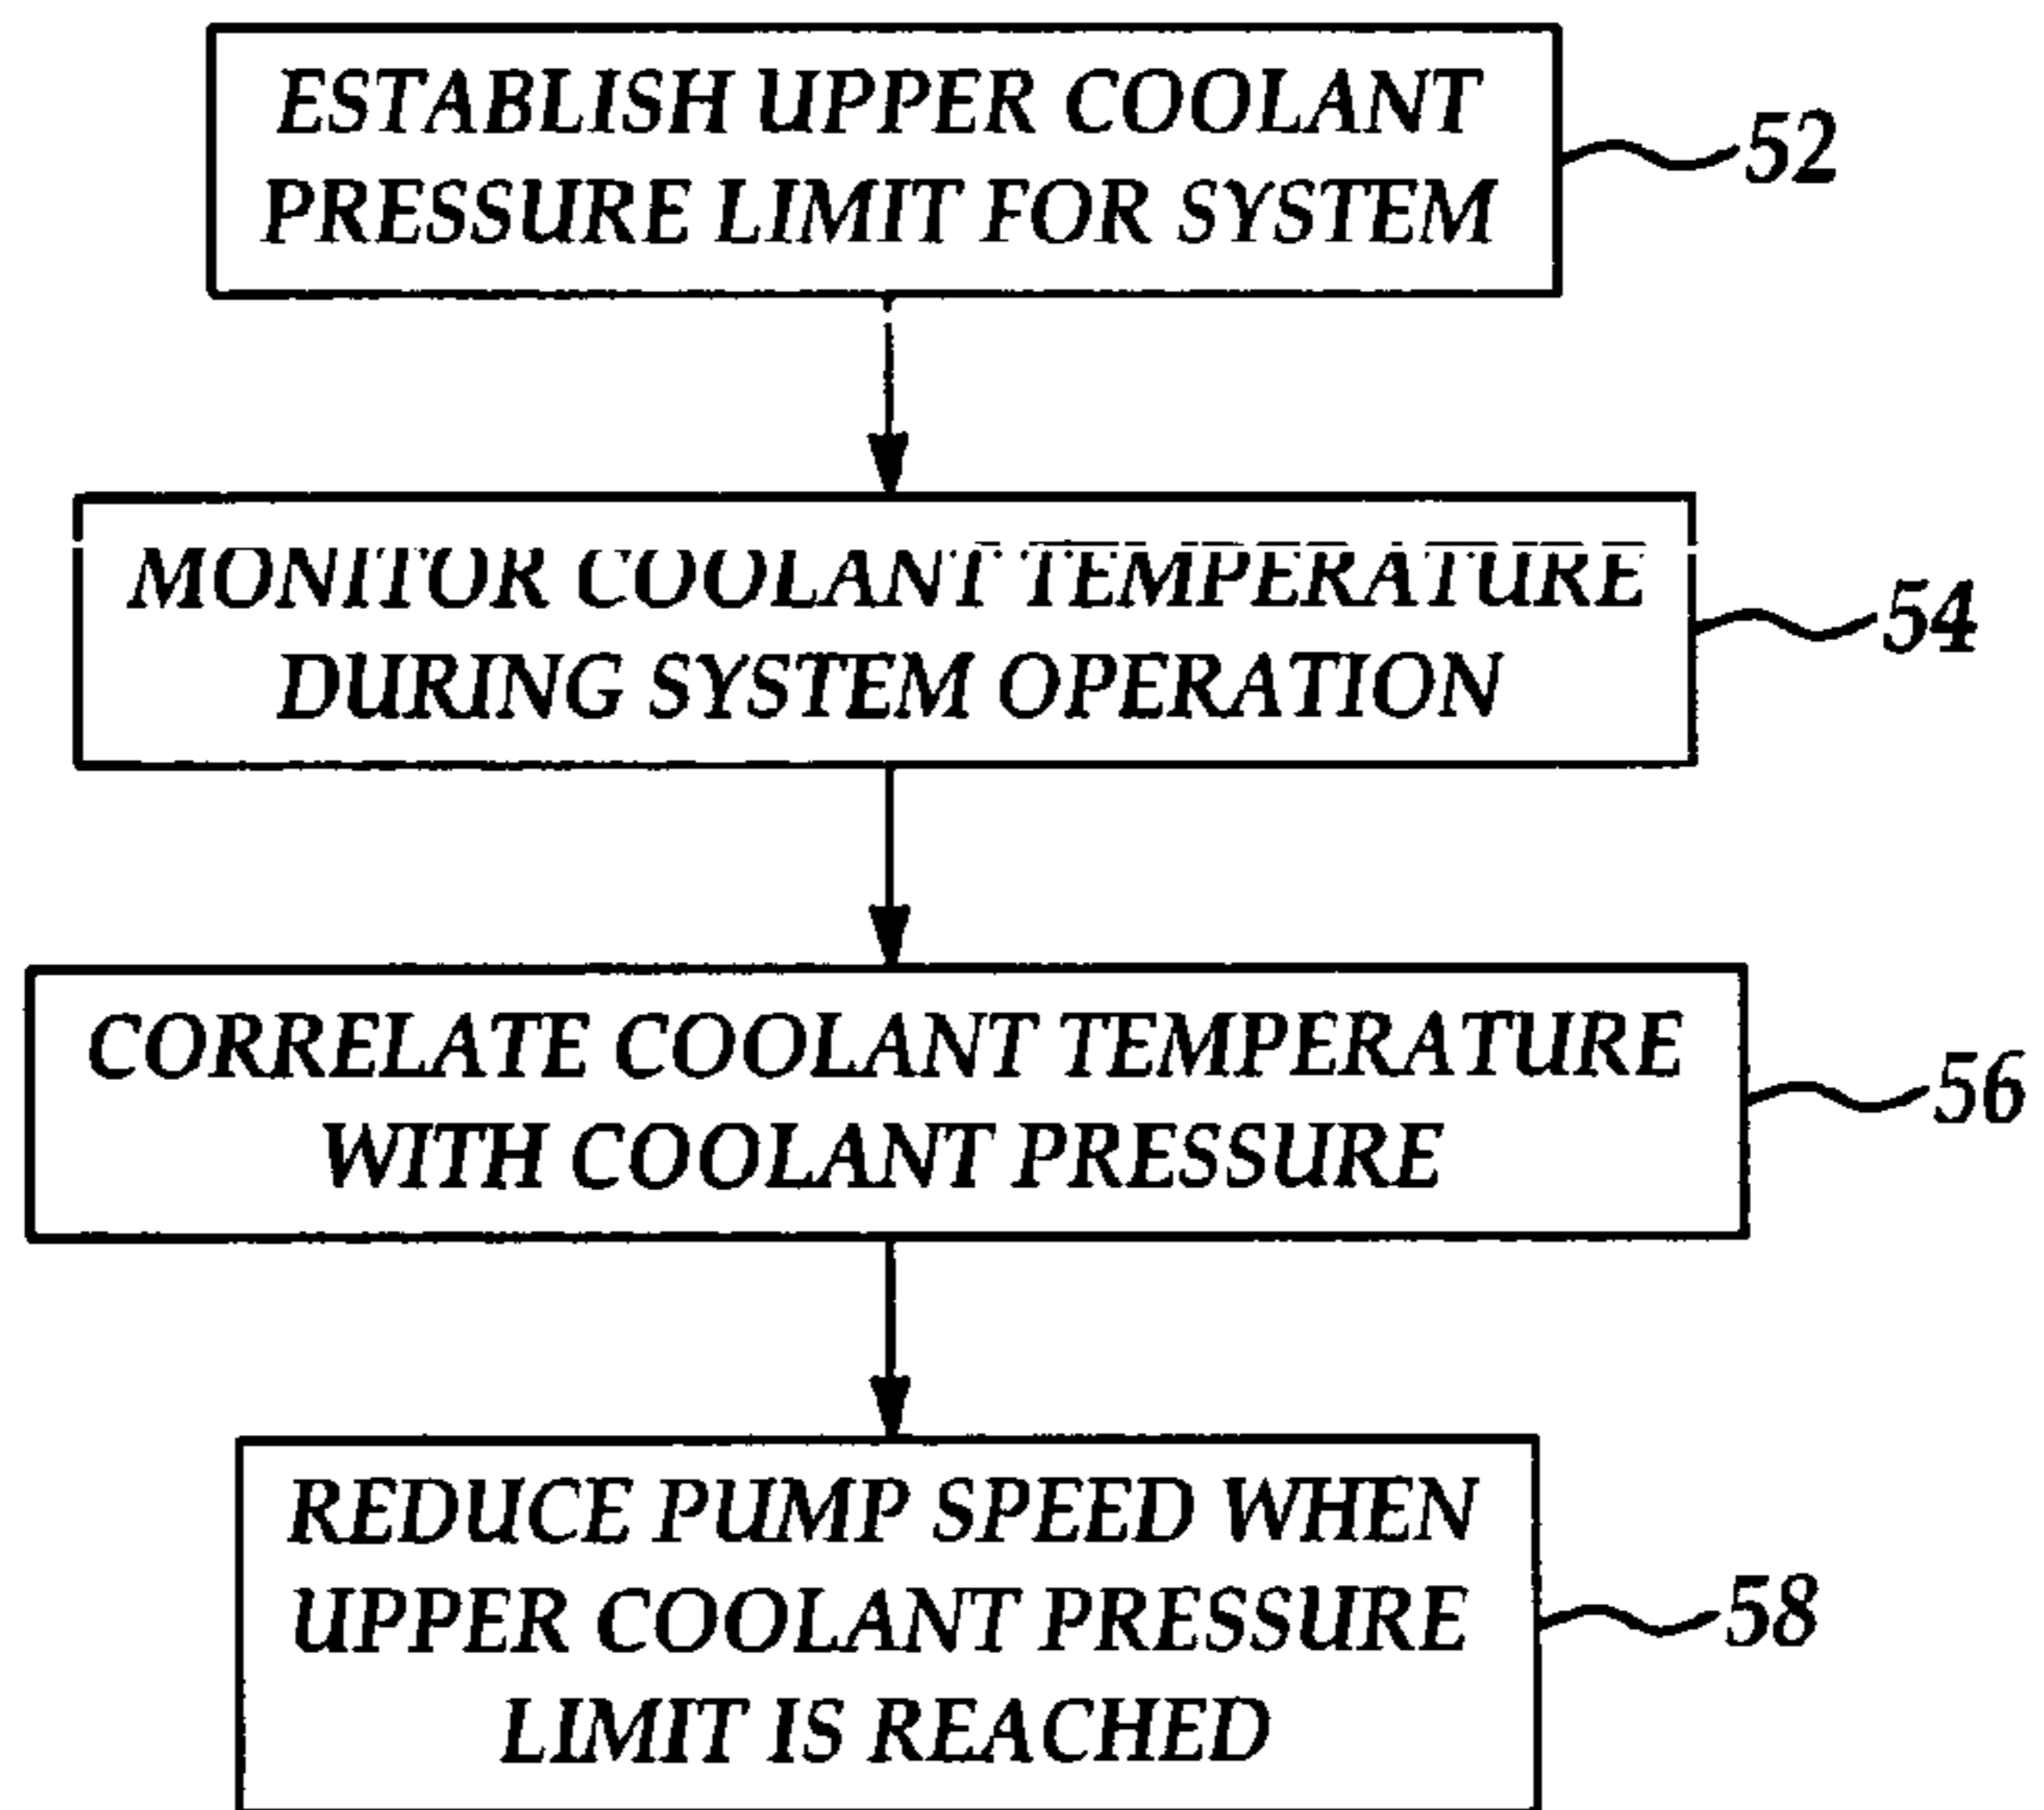 ESTABLISH UPPER COOLANT
PRESSURE LIMIT FOR SYSTEM
52
MONITOR COOLANT TEMPERATURE
DURING SYSTEM OPERATION
54
CORRELATE COOLANT TEMPERATURE
WITH COOLANT PRESSURE
56
REDUCE PUMP SPEED WHEN
UPPER COOLANT PRESSURE
LIMIT IS REACHED
58